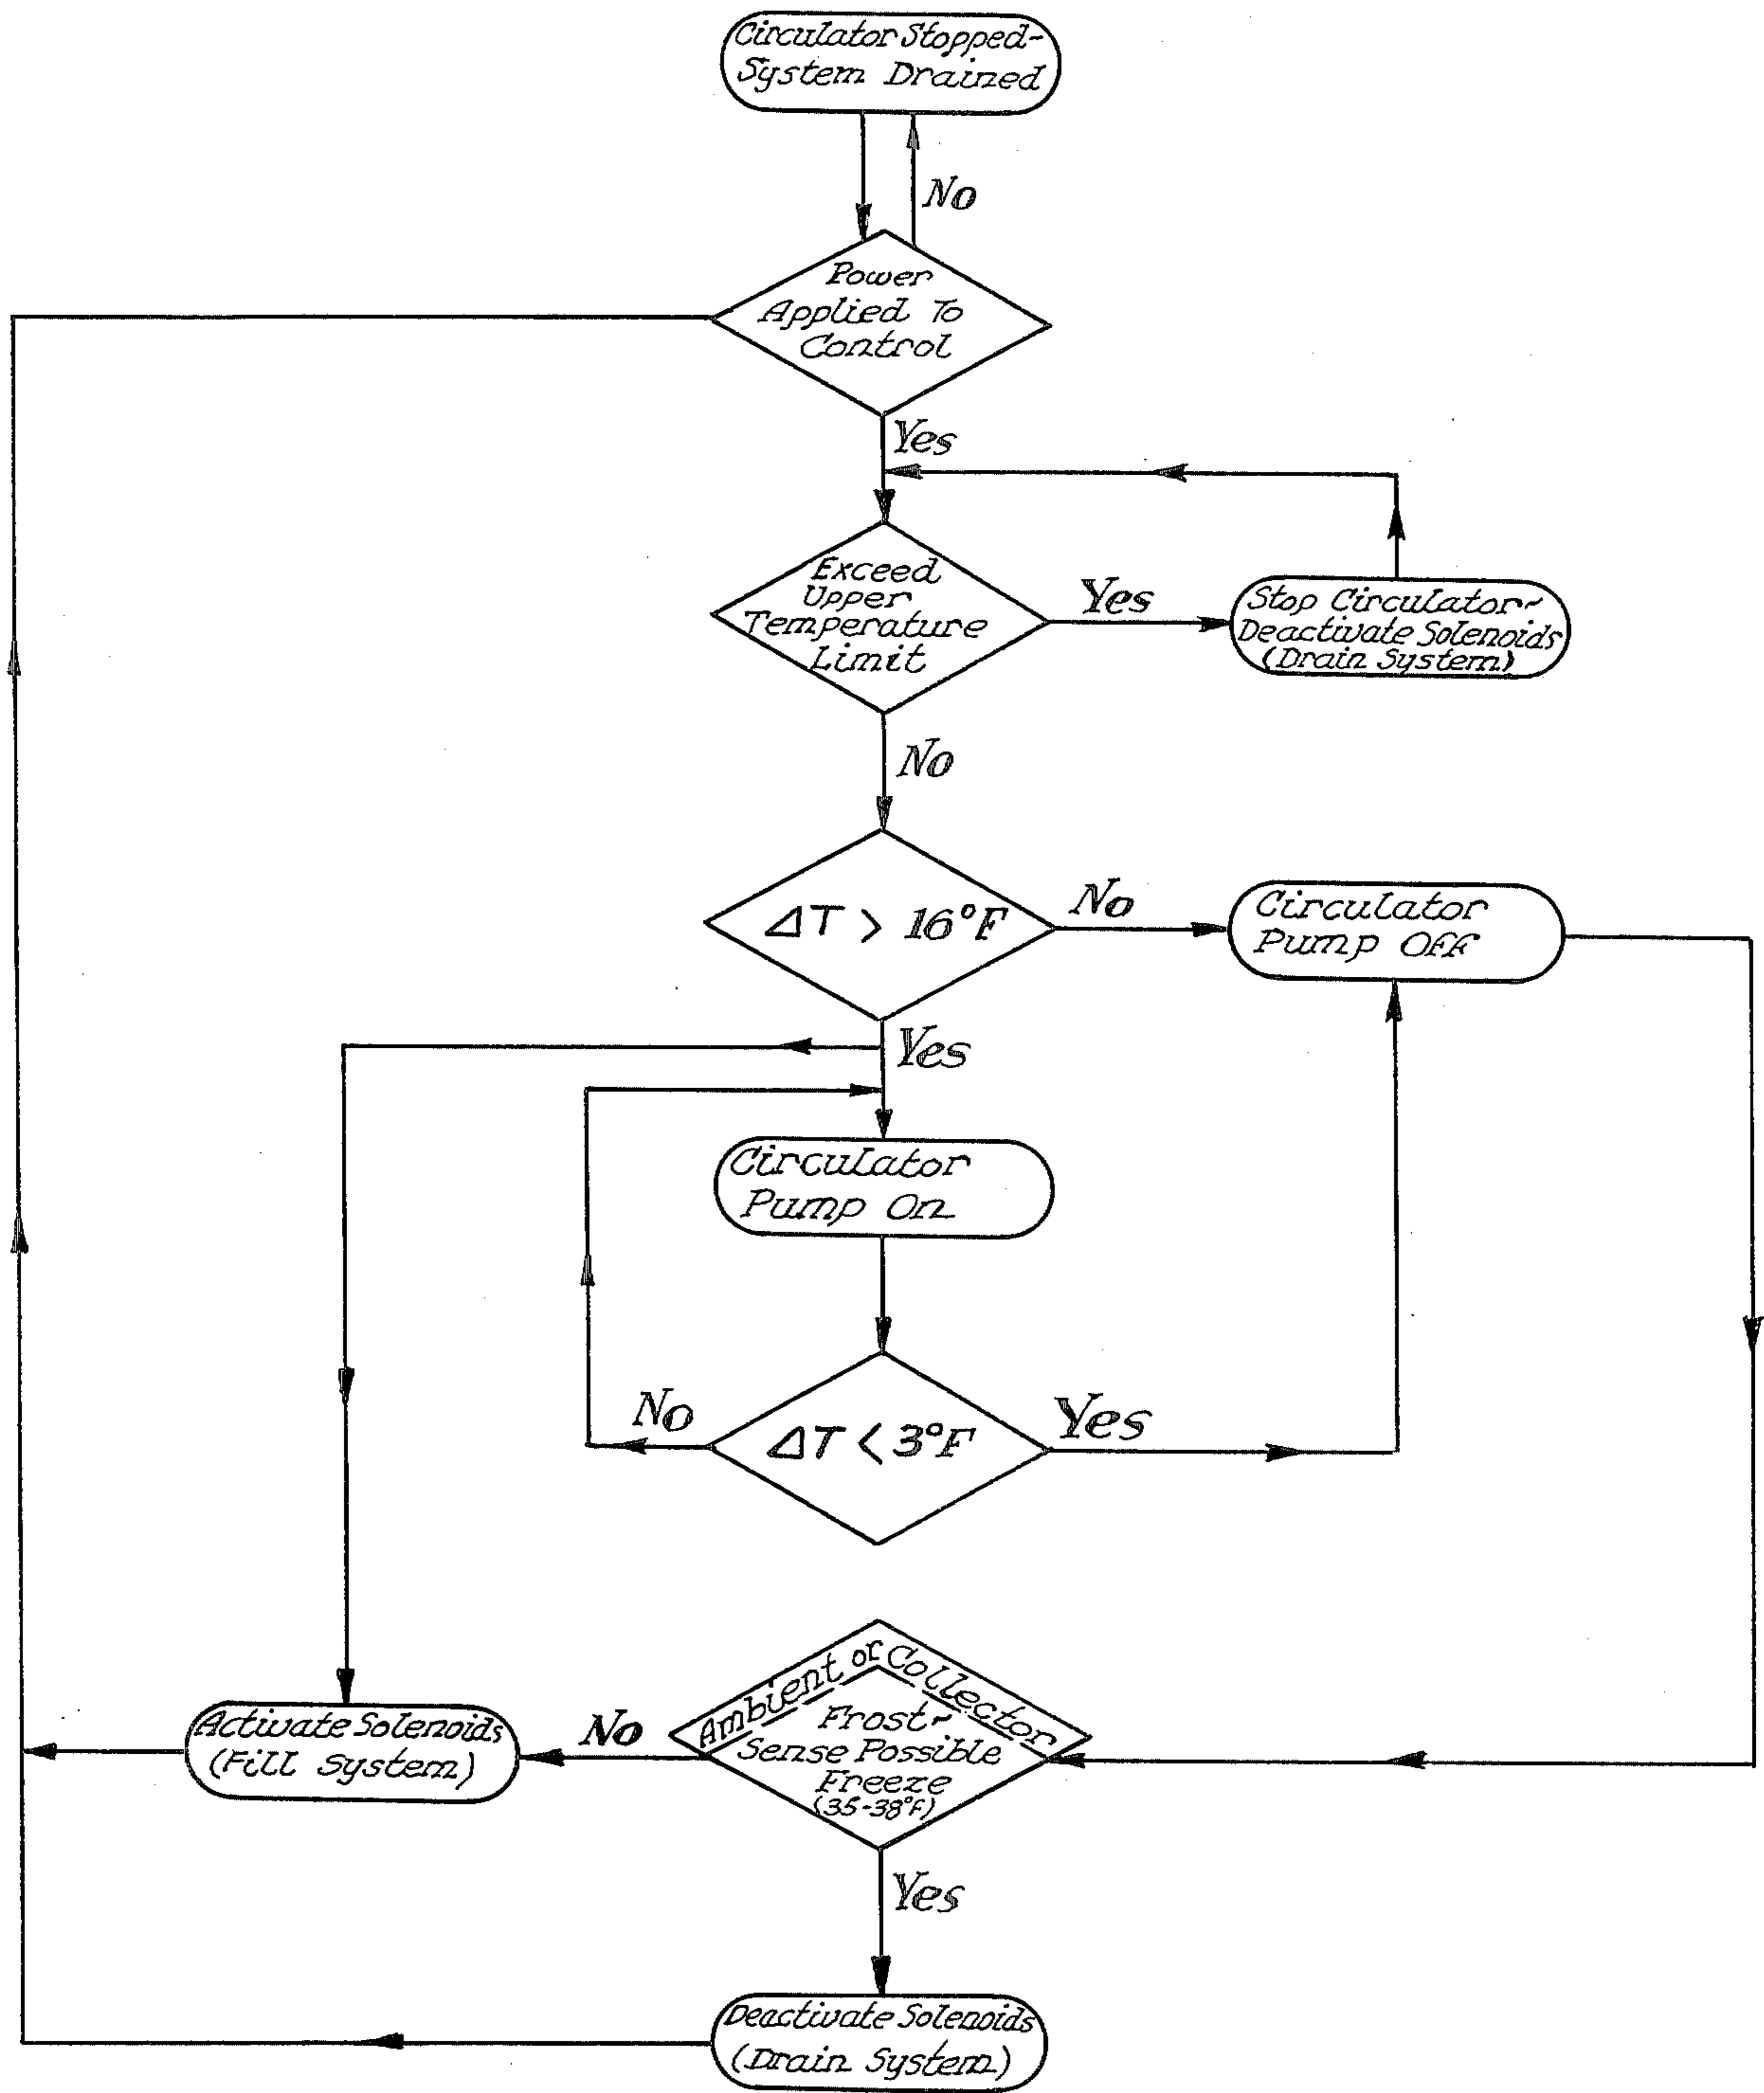 Circulator Stopped-
System Drained
No
Power
Applied To
Control
Yes
Exceed
Upper
Temperature
Limit
Yes
Stop Circulator~
Deactivate Solenoids
(Drain System)
No
ΔT > 16°F
No
Circulator
Pump Off
Yes
Circulator
Pump On
No
ΔT < 3°F
Yes
Ambient or Collector
Frost~
Sense Possible
Freeze
(35-38°F)
No
Activate Solenoids
(Fill System)
Yes
Deactivate Solenoids
(Drain System)